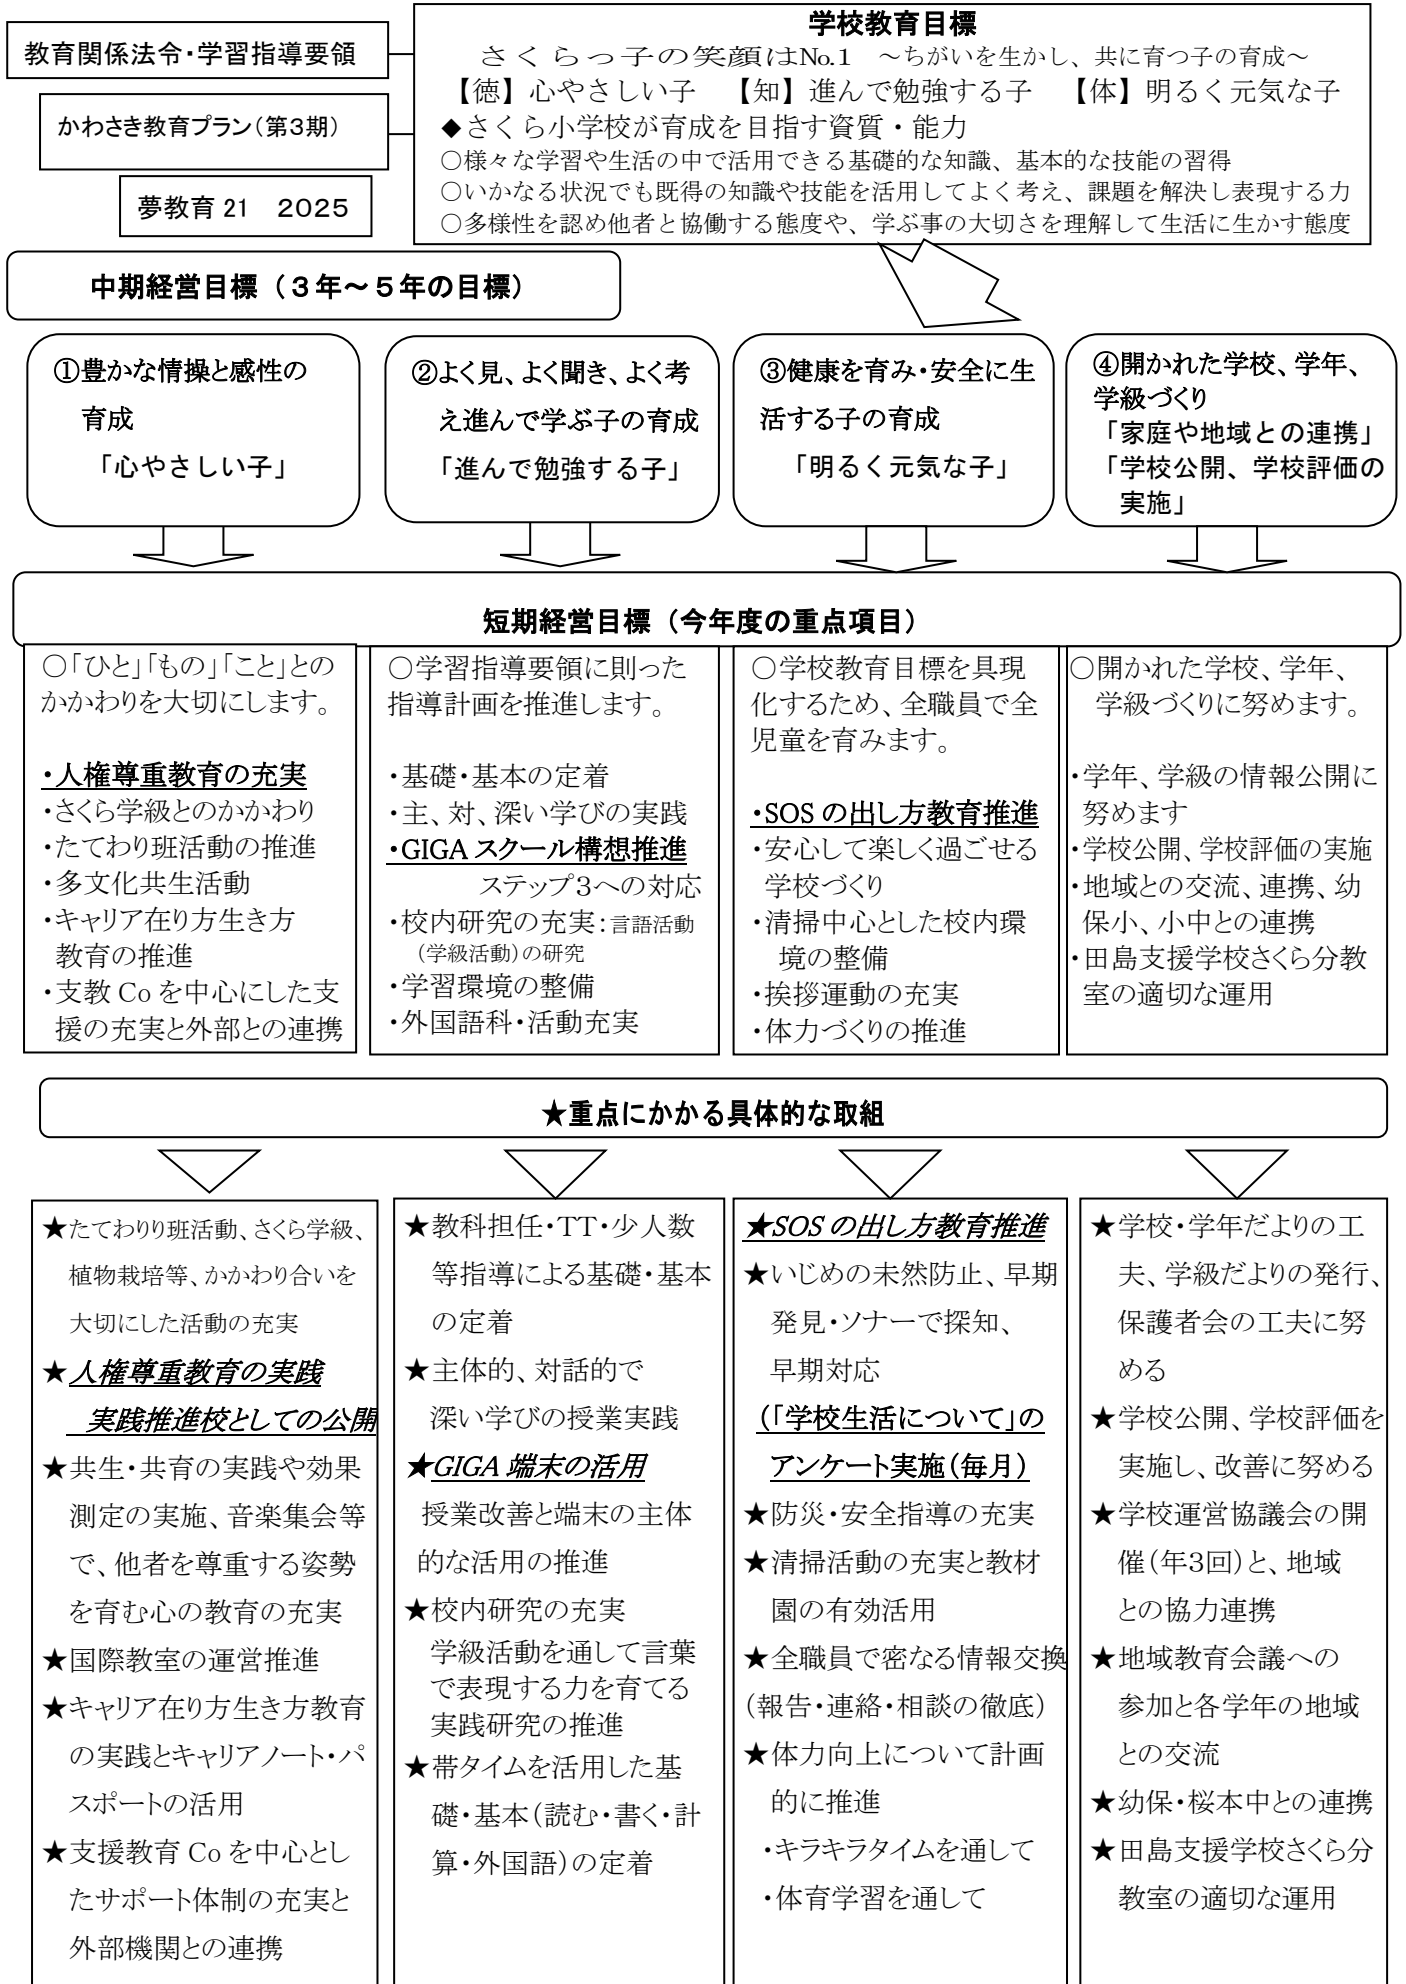 教育関係法令・学習指導要領
かわさき教育プラン（第3期）
夢教育 21　2025
学校教育目標
さくらっ子の笑顔はNo.1　～ちがいを生かし、共に育つ子の育成～
【徳】心やさしい子　【知】進んで勉強する子　【体】明るく元気な子
◆さくら小学校が育成を目指す資質・能力
○様々な学習や生活の中で活用できる基礎的な知識、基本的な技能の習得
○いかなる状況でも既得の知識や技能を活用してよく考え、課題を解決し表現する力
○多様性を認め他者と協働する態度や、学ぶ事の大切さを理解して生活に生かす態度
中期経営目標（３年～５年の目標）
①豊かな情操と感性の
育成
「心やさしい子」
②よく見、よく聞き、よく考
え進んで学ぶ子の育成
「進んで勉強する子」
③健康を育み・安全に生
活する子の育成
「明るく元気な子」
④開かれた学校、学年、
学級づくり
「家庭や地域との連携」
「学校公開、学校評価の
実施」
短期経営目標（今年度の重点項目）
○「ひと」「もの」「こと」との
かかわりを大切にします。
・人権尊重教育の充実
・さくら学級とのかかわり
・たてわり班活動の推進
・多文化共生活動
・キャリア在り方生き方
教育の推進
・支教 Co を中心にした支
援の充実と外部との連携
○学習指導要領に則った
指導計画を推進します。
・基礎・基本の定着
・主、対、深い学びの実践
・GIGA スクール構想推進
ステップ３への対応
・校内研究の充実：言語活動
（学級活動）の研究
・学習環境の整備
・外国語科・活動充実
○学校教育目標を具現
化するため、全職員で全
児童を育みます。
・SOS の出し方教育推進
・安心して楽しく過ごせる
学校づくり
・清掃中心とした校内環
境の整備
・挨拶運動の充実
・体力づくりの推進
○開かれた学校、学年、
学級づくりに努めます。
・学年、学級の情報公開に
努めます
・学校公開、学校評価の実施
・地域との交流、連携、幼
保小、小中との連携
・田島支援学校さくら分教
室の適切な運用
★重点にかかる具体的な取組
★たてわりり班活動、さくら学級、
植物栽培等、かかわり合いを
大切にした活動の充実
★人権尊重教育の実践
実践推進校としての公開
★共生・共育の実践や効果
測定の実施、音楽集会等
で、他者を尊重する姿勢
を育む心の教育の充実
★国際教室の運営推進
★キャリア在り方生き方教育
の実践とキャリアノート・パ
スポートの活用
★支援教育 Co を中心とし
たサポート体制の充実と
外部機関との連携
★教科担任・TT・少人数
等指導による基礎・基本
の定着
★主体的、対話的で
深い学びの授業実践
★GIGA 端末の活用
授業改善と端末の主体
的な活用の推進
★校内研究の充実
学級活動を通して言葉
で表現する力を育てる
実践研究の推進
★帯タイムを活用した基
礎・基本（読む・書く・計
算・外国語）の定着
★SOS の出し方教育推進
★いじめの未然防止、早期
発見・ソナーで探知、
早期対応
（「学校生活について」の
アンケート実施（毎月）
★防災・安全指導の充実
★清掃活動の充実と教材
園の有効活用
★全職員で密なる情報交換
（報告・連絡・相談の徹底）
★体力向上について計画
的に推進
・キラキラタイムを通して
・体育学習を通して
★学校・学年だよりの工
夫、学級だよりの発行、
保護者会の工夫に努
める
★学校公開、学校評価を
実施し、改善に努める
★学校運営協議会の開
催（年３回）と、地域
との協力連携
★地域教育会議への
参加と各学年の地域
との交流
★幼保・桜本中との連携
★田島支援学校さくら分
教室の適切な運用